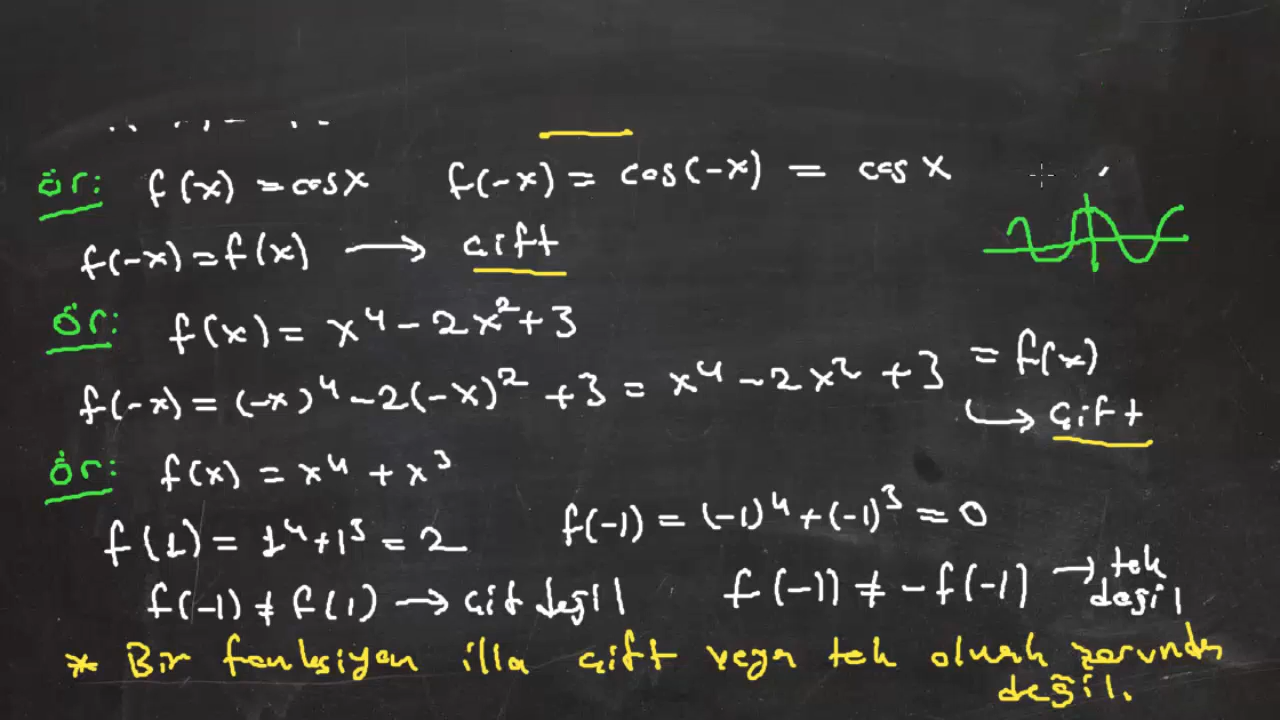 ör: f(x) = cosx f(-x) = cos(-x) = cos x
f(-x) = f(x) → çift
ör: f(x) = x⁴ - 2x² + 3
f(-x) = (-x)⁴ - 2(-x)² + 3 = x⁴ - 2x² + 3 = f(x)
↳ çift
ör: f(x) = x⁴ + x³
f(1) = 1⁴ + 1³ = 2 f(-1) = (-1)⁴ + (-1)³ = 0
f(-1) ≠ f(1) → çit değil f(-1) ≠ -f(-1) → tek değil
* Bir fonksiyon illa çift veya tek olmak zorunda
değil.